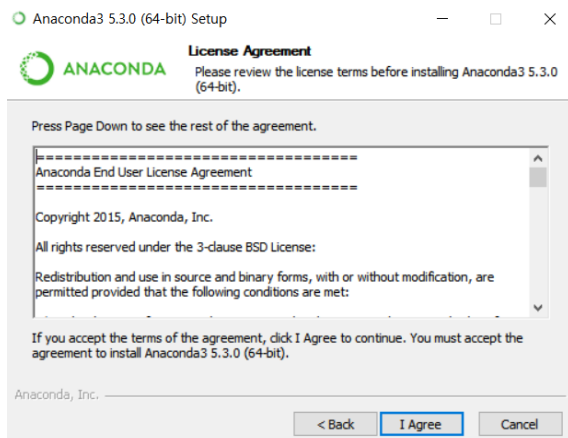 Anaconda3 5.3.0 (64-bit) Setup
ANACONDA
License Agreement
Please review the license terms before installing Anaconda3 5.3.0
(64-bit).
Press Page Down to see the rest of the agreement.
===================================
Anaconda End User License Agreement
===================================
Copyright 2015, Anaconda, Inc.
All rights reserved under the 3-clause BSD License:
Redistribution and use in source and binary forms, with or without modification, are
permitted provided that the following conditions are met:
If you accept the terms of the agreement, click I Agree to continue. You must accept the
agreement to install Anaconda3 5.3.0 (64-bit).
Anaconda, Inc.
< Back
I Agree
Cancel